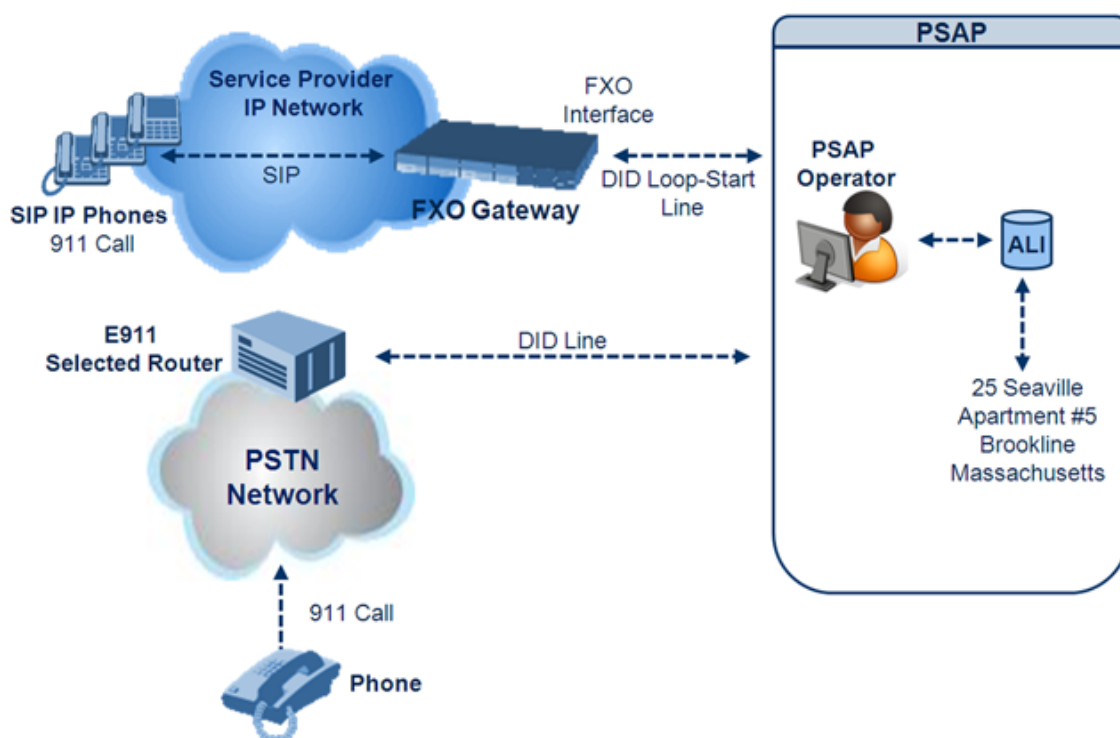 PSAP
Service Provider
IP Network
FXO
Interface
SIP
DID Loop-Start
Line
SIP IP Phones
911 Call
FXO Gateway
PSAP
Operator
ALI
E911
Selected Router
DID Line
25 Seaville
Apartment #5
Brookline
Massachusetts
PSTN
Network
911 Call
Phone